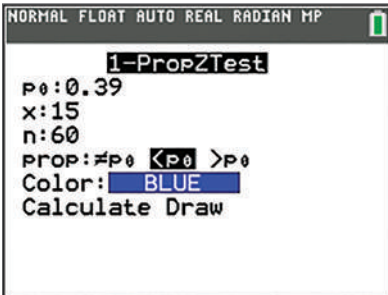 NORMAL FLOAT AUTO REAL RADIAN MP
1-PropZTest
p₀:0.39
x:15
n:60
prop:≠p₀ <p₀ >p₀
Color: BLUE
Calculate Draw